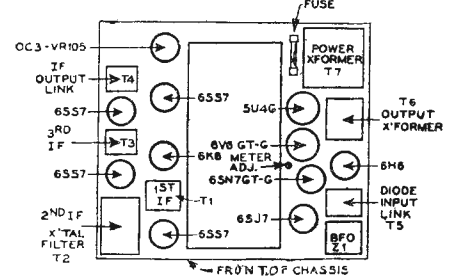 FUSE
OC3-VR105
POWER
XFORMER
T7
IF
OUTPUT
LINK
T4
6SS7
5U4G
T6
OUTPUT
X'FORMER
6SS7
3RD
IF
T3
6V6 GT-G
METER
ADJ.
6K8
6H6
6SS7
6SN7GT-G
1ST
IF
T1
DIODE
INPUT
LINK
T5
2ND IF
X'TAL
FILTER
T2
6SJ7
6SS7
BFO
Z1
FRONT TOP OF CHASSIS